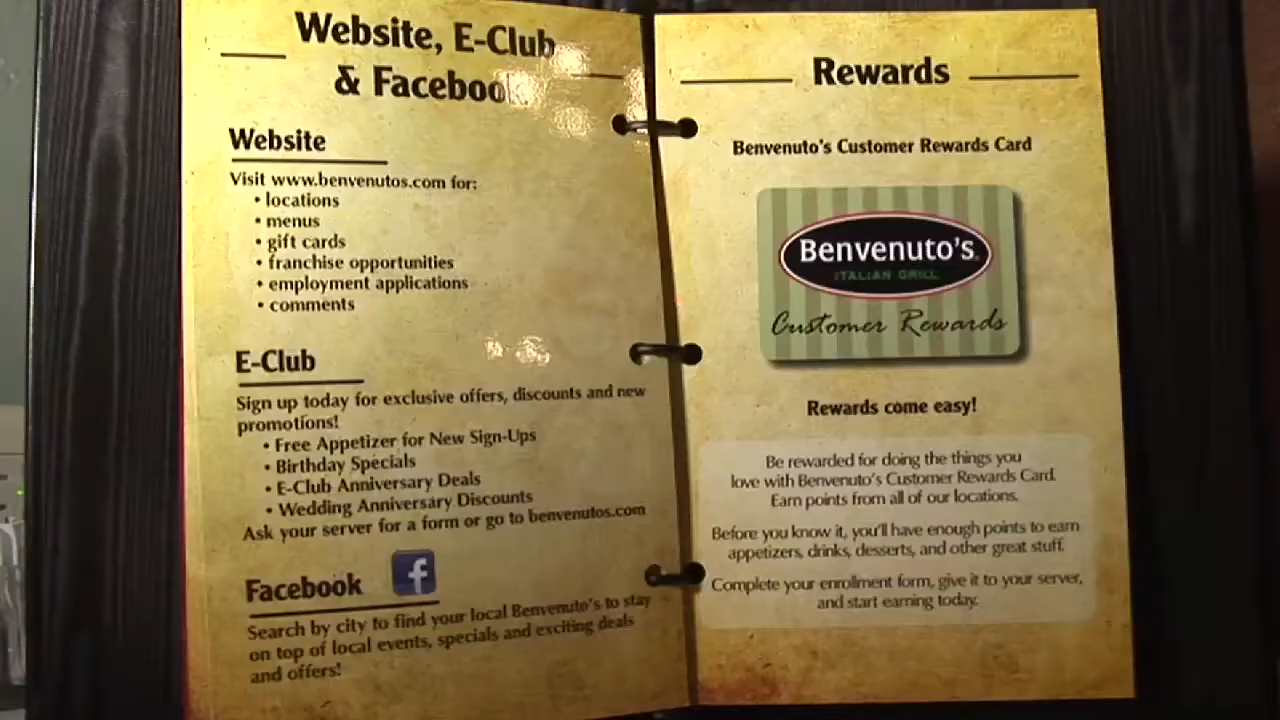 Website, E-Club
& Facebook
Website
Visit www.benvenutos.com for:
• locations
• menus
• gift cards
• franchise opportunities
• employment applications
• comments
E-Club
Sign up today for exclusive offers, discounts and new
promotions!
• Free Appetizer for New Sign-Ups
• Birthday Specials
• E-Club Anniversary Deals
• Wedding Anniversary Discounts
Ask your server for a form or go to benvenutos.com
Facebook f
Search by city to find your local Benvenuto's to stay
on top of local events, specials and exciting deals
and offers!
Rewards
Benvenuto's Customer Rewards Card
Benvenuto's
ITALIAN GRILL
Customer Rewards
Rewards come easy!
Be rewarded for doing the things you
love with Benvenuto's Customer Rewards Card.
Earn points from all of our locations.
Before you know it, you'll have enough points to earn
appetizers, drinks, desserts, and other great stuff.
Complete your enrollment form, give it to your server,
and start earning today.